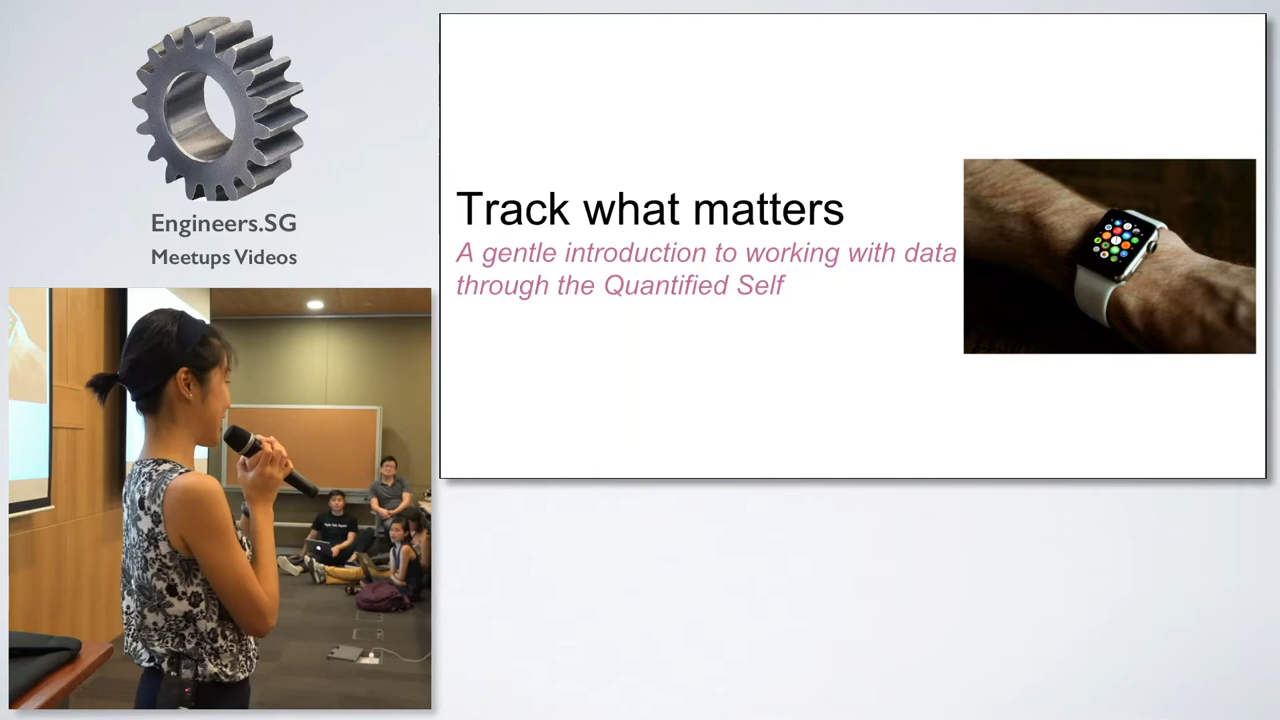 Engineers.SG
Meetups Videos
Track what matters
A gentle introduction to working with data
through the Quantified Self